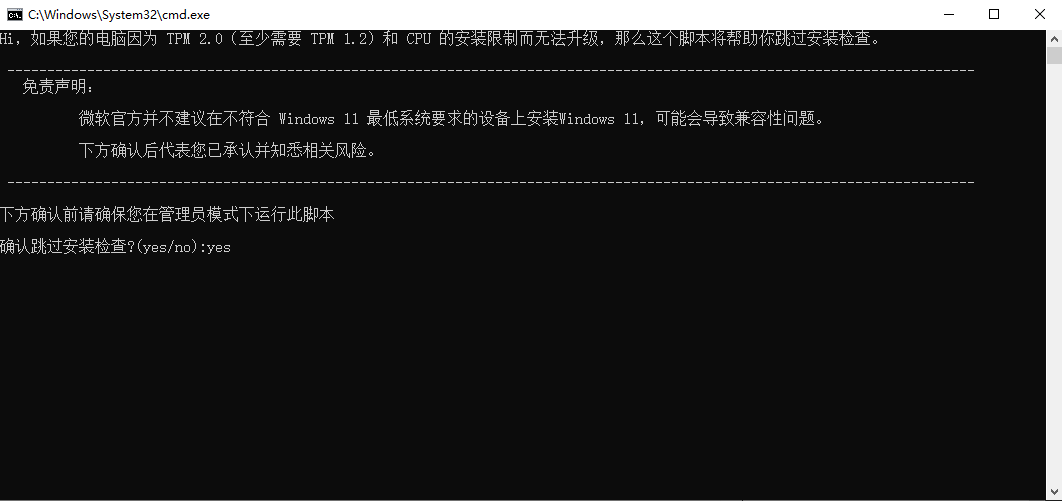 C:\Windows\System32\cmd.exe
Hi，如果您的电脑因为 TPM 2.0（至少需要 TPM 1.2）和 CPU 的安装限制而无法升级，那么这个脚本将帮助你跳过安装检查。
免责声明：
微软官方并不建议在不符合 Windows 11 最低系统要求的设备上安装Windows 11, 可能会导致兼容性问题。
下方确认后代表您已承认并知悉相关风险。
下方确认前请确保您在管理员模式下运行此脚本
确认跳过安装检查?(yes/no):yes